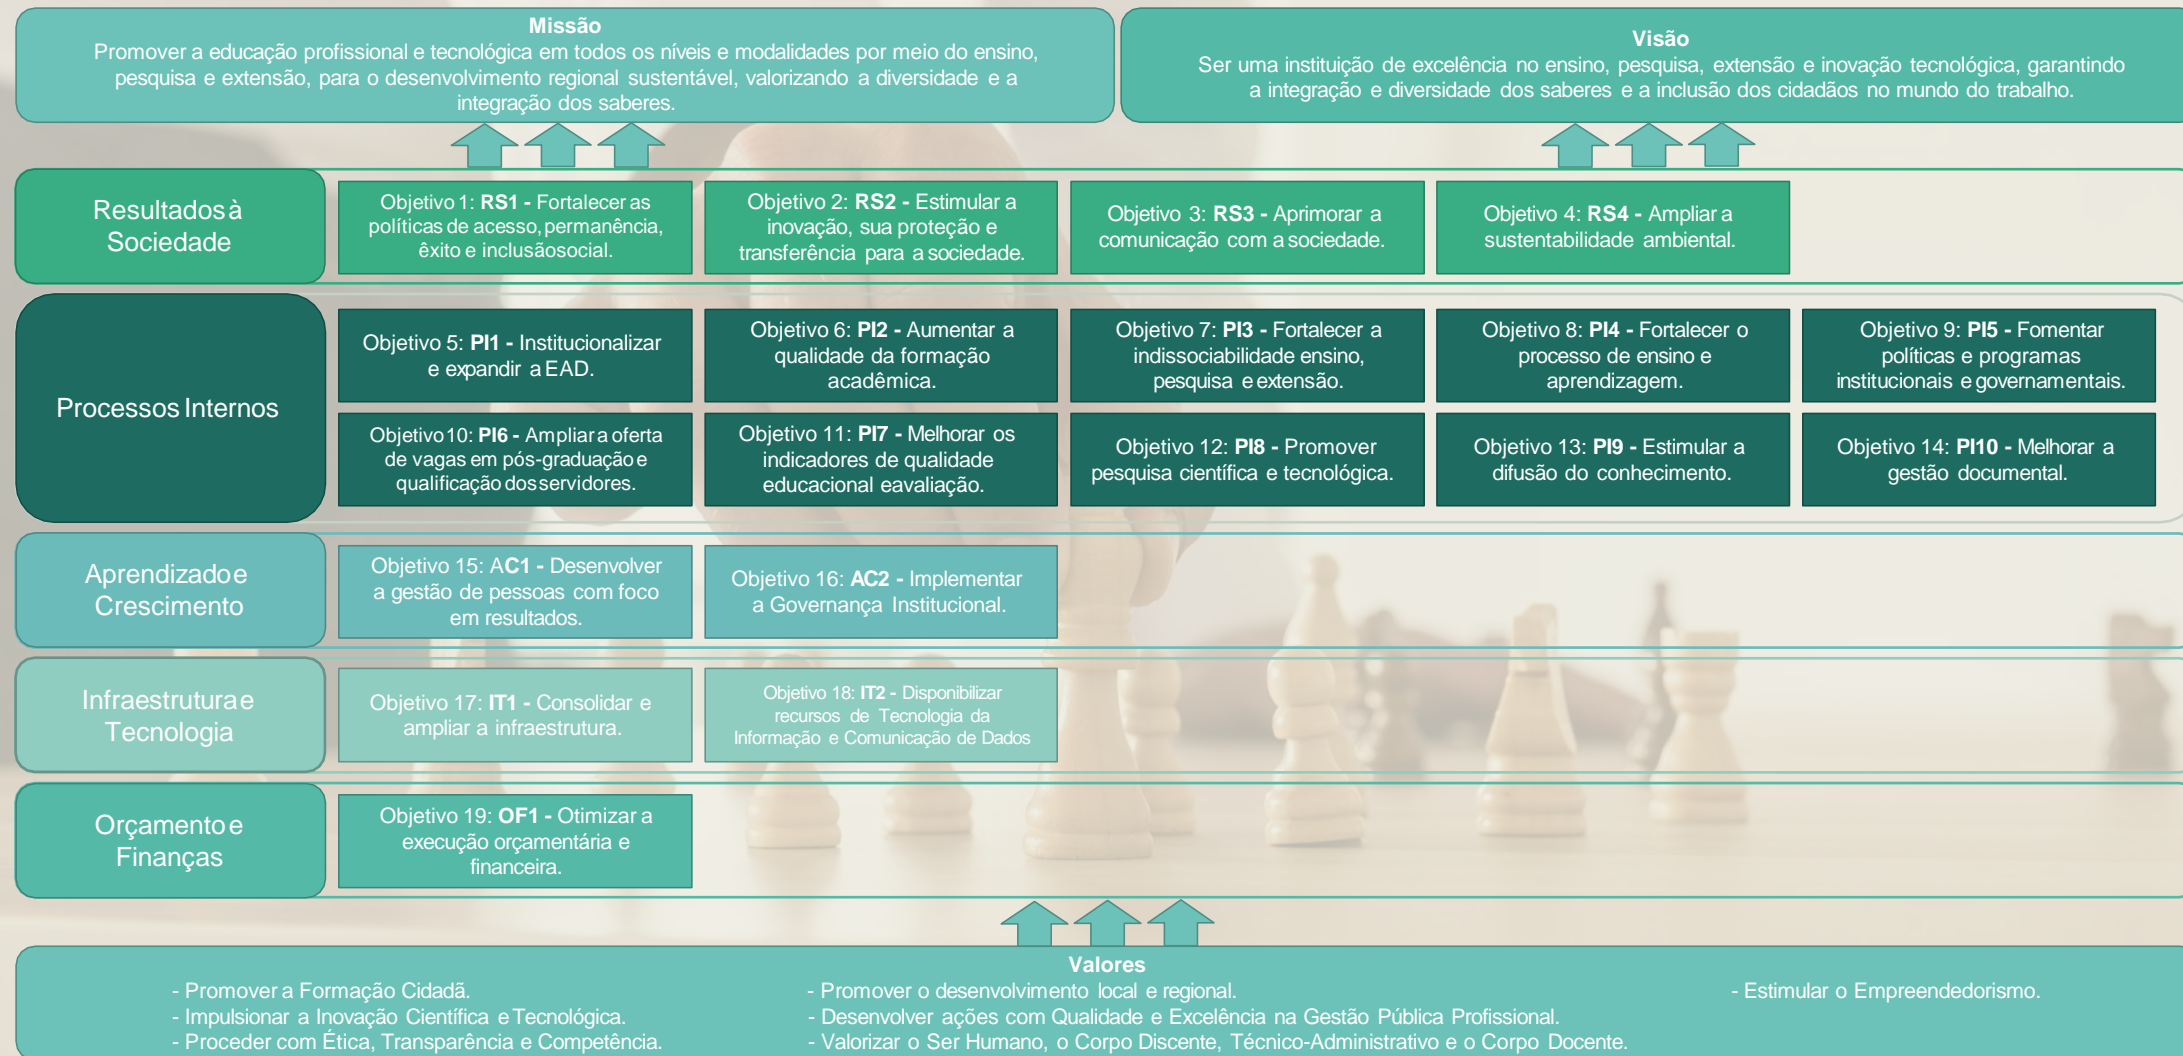 Missão
Promover a educação profissional e tecnológica em todos os níveis e modalidades por meio do ensino,
pesquisa e extensão, para o desenvolvimento regional sustentável, valorizando a diversidade e a
integração dos saberes.
Visão
Ser uma instituição de excelência no ensino, pesquisa, extensão e inovação tecnológica, garantindo
a integração e diversidade dos saberes e a inclusão dos cidadãos no mundo do trabalho.
Resultados à
Sociedade
Objetivo 1: RS1 - Fortalecer as
políticas de acesso, permanência,
êxito e inclusãosocial.
Objetivo 2: RS2 - Estimular a
inovação, sua proteção e
transferência para a sociedade.
Objetivo 3: RS3 - Aprimorar a
comunicação com a sociedade.
Objetivo 4: RS4 - Ampliar a
sustentabilidade ambiental.
Processos Internos
Objetivo 5: PI1 - Institucionalizar
e expandir a EAD.
Objetivo 6: PI2 - Aumentar a
qualidade da formação
acadêmica.
Objetivo 7: PI3 - Fortalecer a
indissociabilidade ensino,
pesquisa e extensão.
Objetivo 8: PI4 - Fortalecer o
processo de ensino e
aprendizagem.
Objetivo 9: PI5 - Fomentar
políticas e programas
institucionais e governamentais.
Objetivo 10: PI6 - Ampliar a oferta
de vagas em pós-graduação e
qualificação dos servidores.
Objetivo 11: PI7 - Melhorar os
indicadores de qualidade
educacional eavaliação.
Objetivo 12: PI8 - Promover
pesquisa científica e tecnológica.
Objetivo 13: PI9 - Estimular a
difusão do conhecimento.
Objetivo 14: PI10 - Melhorar a
gestão documental.
Aprendizado e
Crescimento
Objetivo 15: AC1 - Desenvolver
a gestão de pessoas com foco
em resultados.
Objetivo 16: AC2 - Implementar
a Governança Institucional.
Infraestrutura e
Tecnologia
Objetivo 17: IT1 - Consolidar e
ampliar a infraestrutura.
Objetivo 18: IT2 - Disponibilizar
recursos de Tecnologia da
Informação e Comunicação de Dados
Orçamento e
Finanças
Objetivo 19: OF1 - Otimizar a
execução orçamentária e
financeira.
Valores
- Promover a Formação Cidadã.
- Impulsionar a Inovação Científica e Tecnológica.
- Proceder com Ética, Transparência e Competência.
- Promover o desenvolvimento local e regional.
- Desenvolver ações com Qualidade e Excelência na Gestão Pública Profissional.
- Valorizar o Ser Humano, o Corpo Discente, Técnico-Administrativo e o Corpo Docente.
- Estimular o Empreendedorismo.